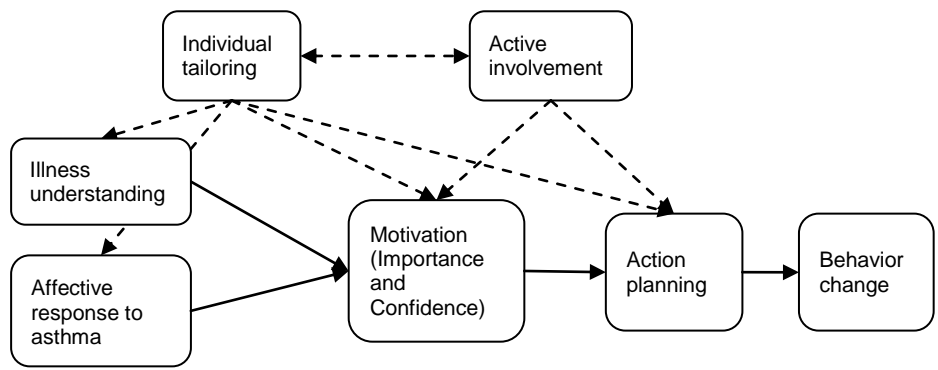 Individual
tailoring
Active
involvement
Illness
understanding
Affective
response to
asthma
Motivation
(Importance
and
Confidence)
Action
planning
Behavior
change